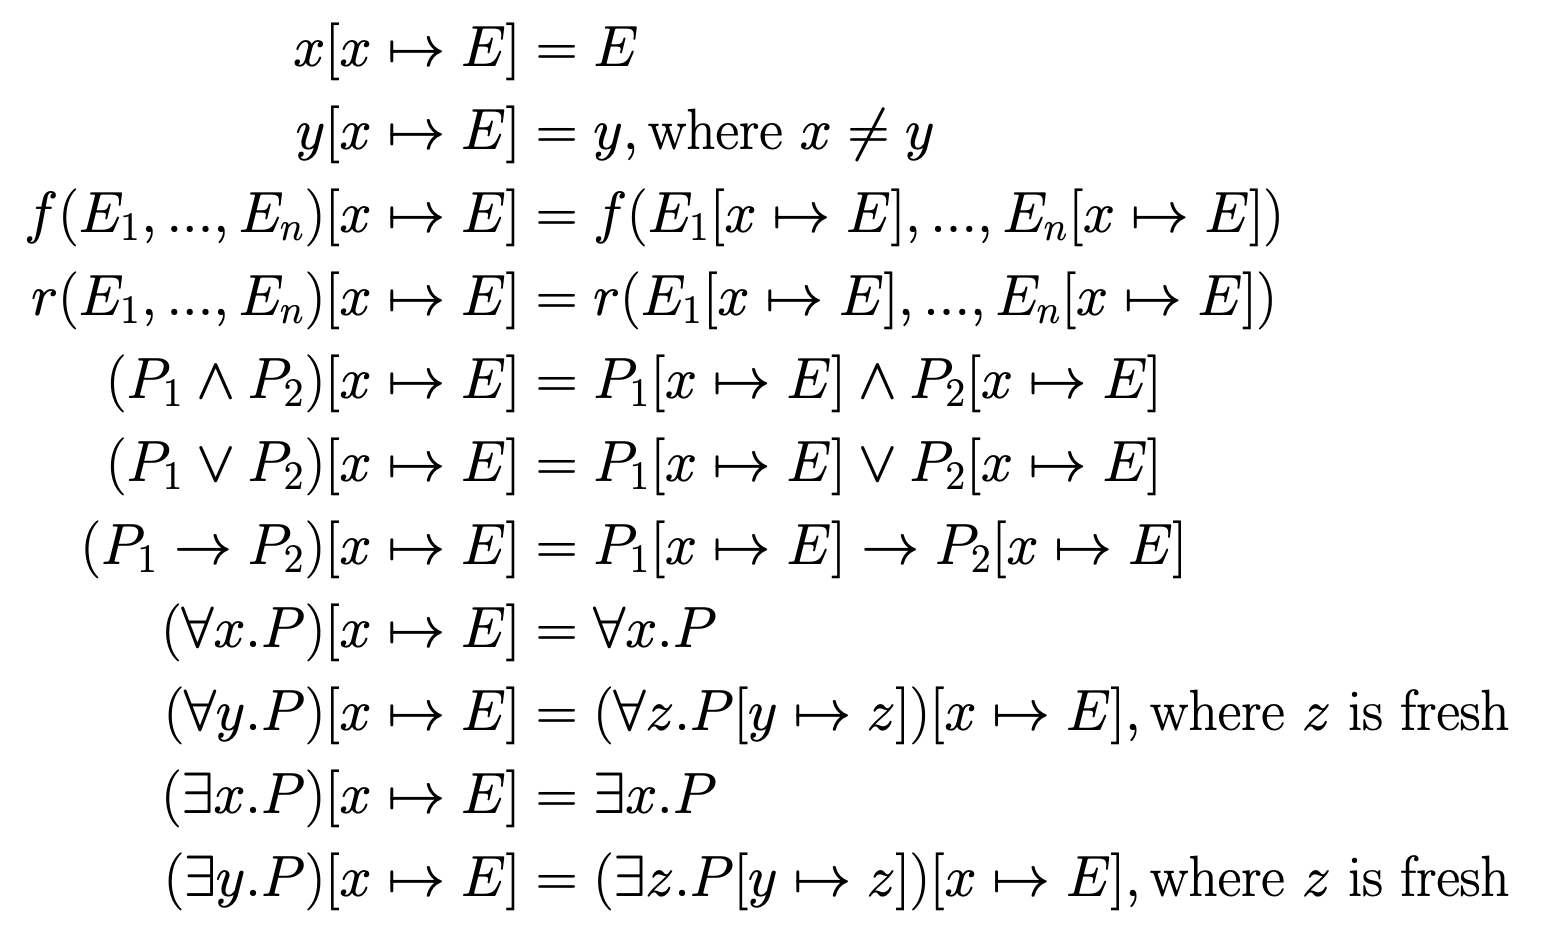 x[x ↦ E] = E
y[x ↦ E] = y, where x ≠ y
f(E₁, ..., Eₙ)[x ↦ E] = f(E₁[x ↦ E], ..., Eₙ[x ↦ E])
r(E₁, ..., Eₙ)[x ↦ E] = r(E₁[x ↦ E], ..., Eₙ[x ↦ E])
(P₁ ∧ P₂)[x ↦ E] = P₁[x ↦ E] ∧ P₂[x ↦ E]
(P₁ ∨ P₂)[x ↦ E] = P₁[x ↦ E] ∨ P₂[x ↦ E]
(P₁ → P₂)[x ↦ E] = P₁[x ↦ E] → P₂[x ↦ E]
(∀x.P)[x ↦ E] = ∀x.P
(∀y.P)[x ↦ E] = (∀z.P[y ↦ z])[x ↦ E], where z is fresh
(∃x.P)[x ↦ E] = ∃x.P
(∃y.P)[x ↦ E] = (∃z.P[y ↦ z])[x ↦ E], where z is fresh